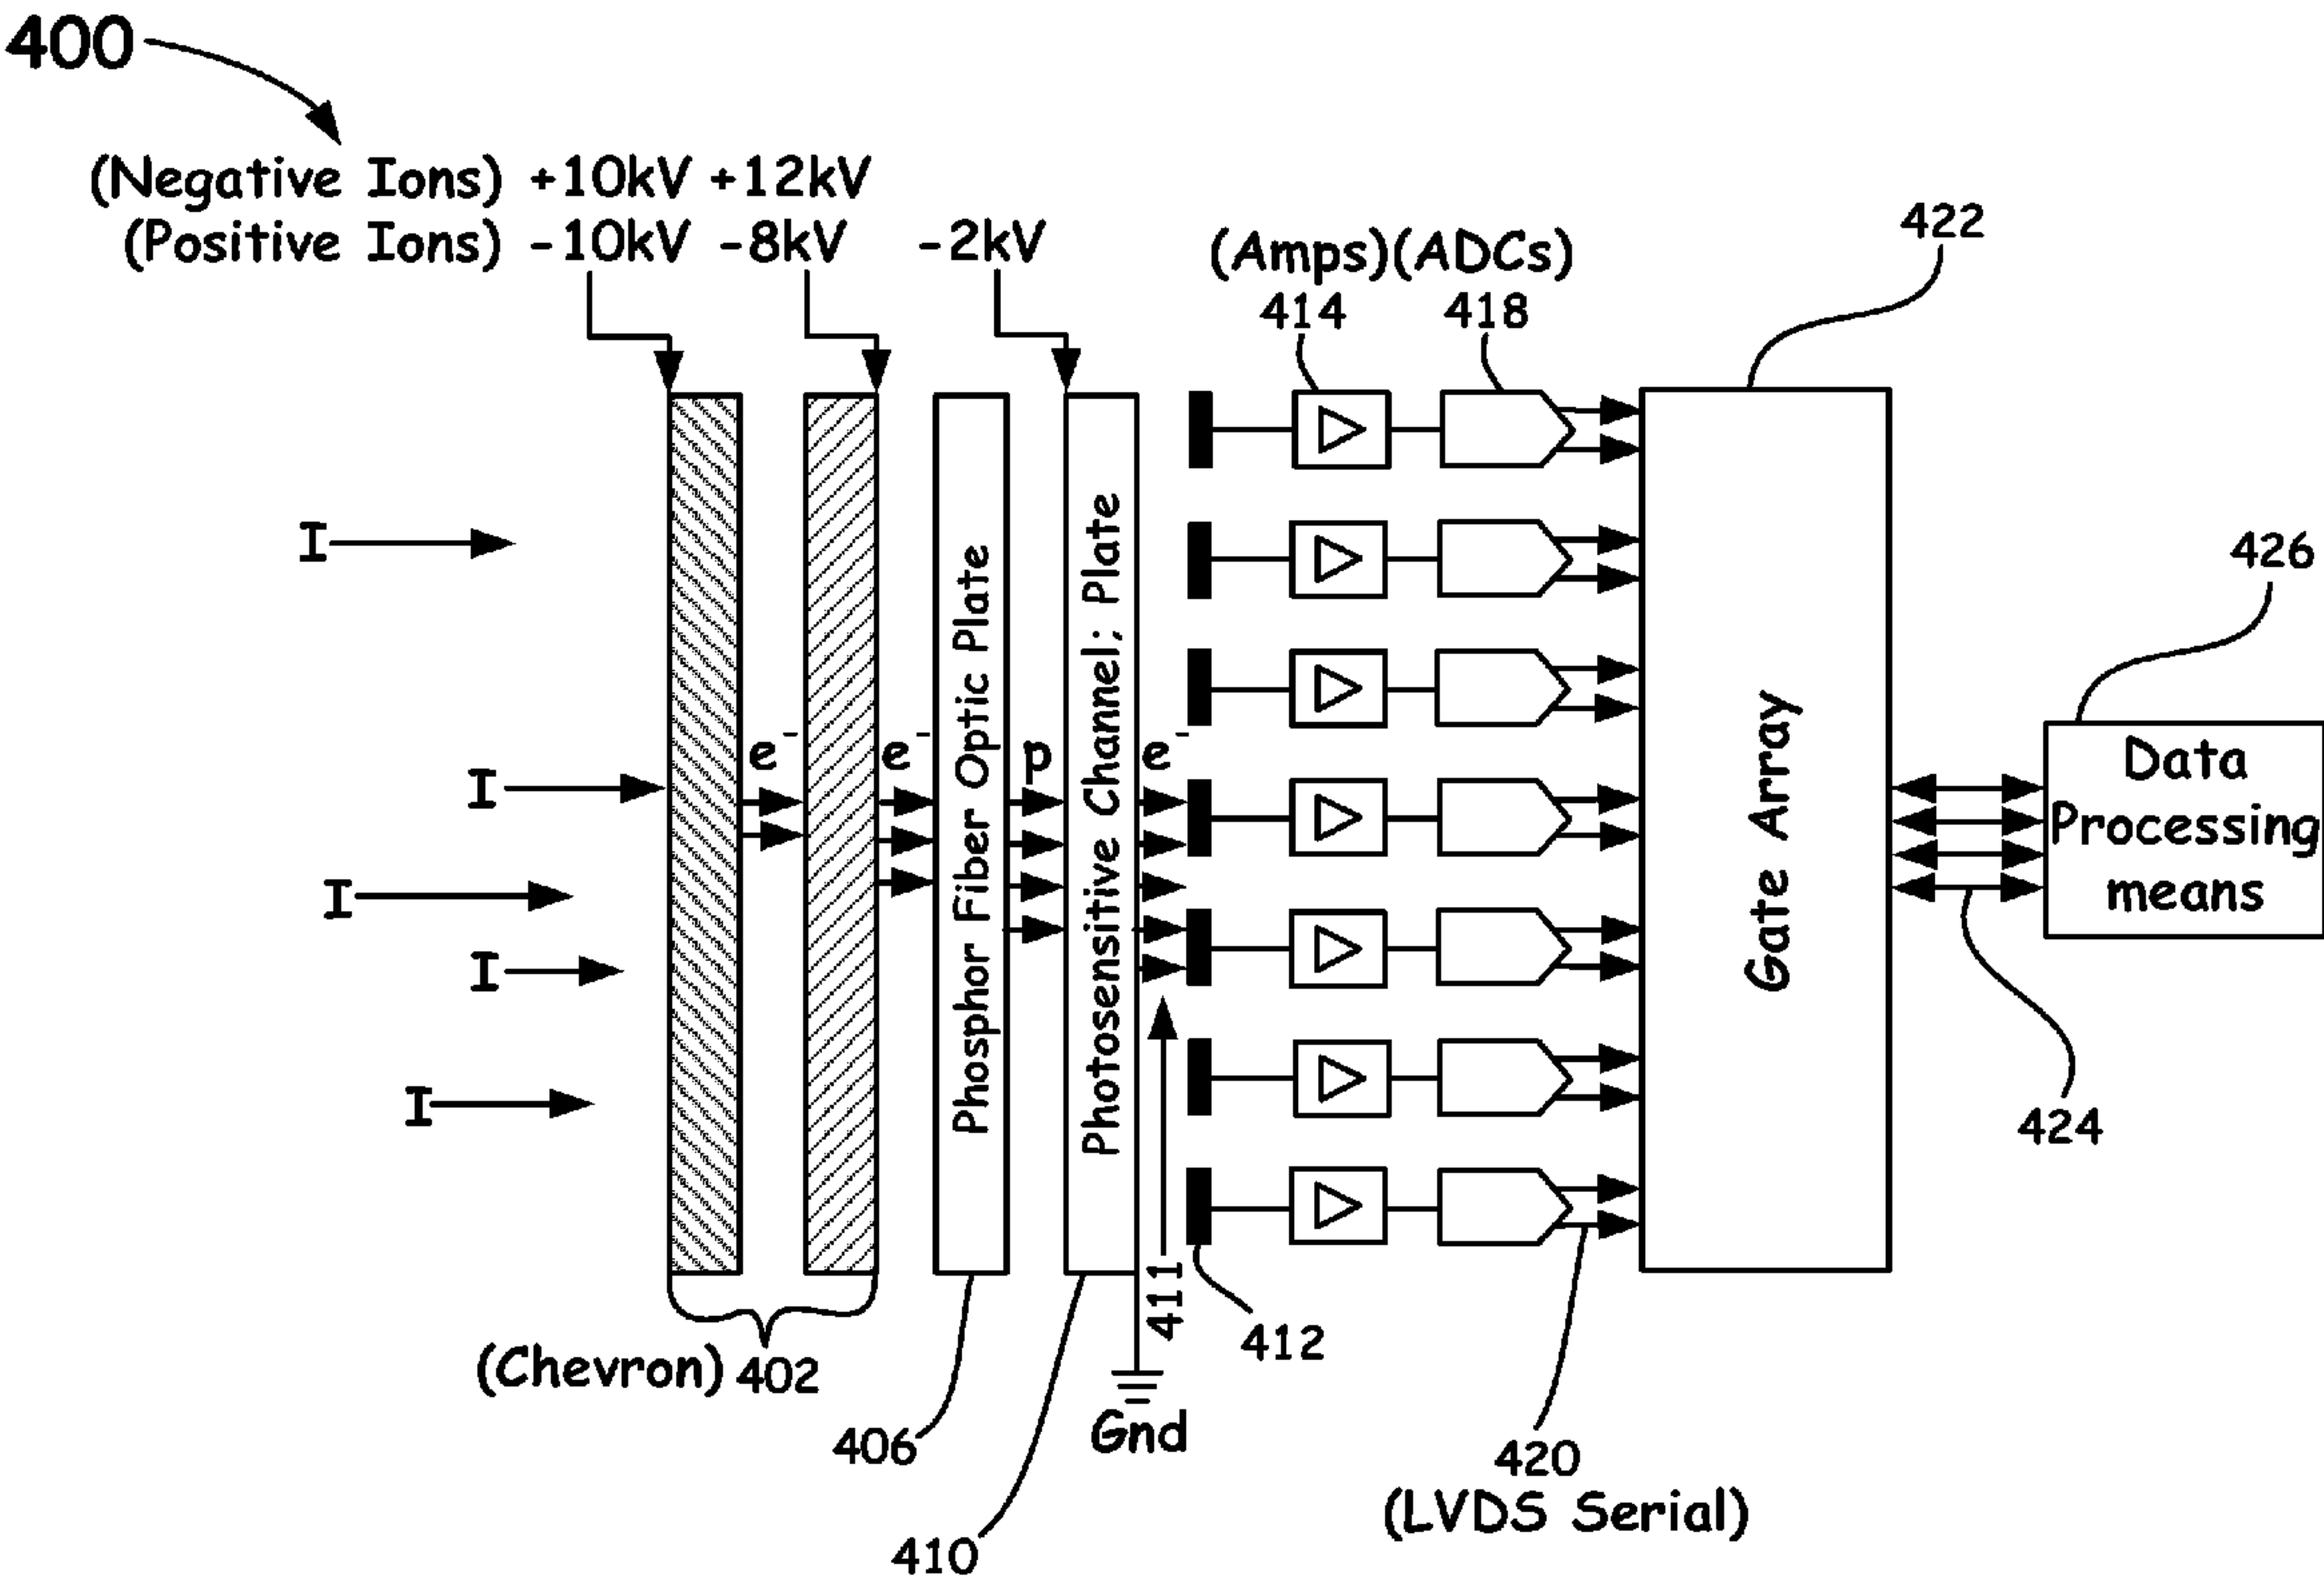 400
(Negative Ions) +10kV +12kV
(Positive Ions) -10kV -8kV -2kV
(Amps)(ADCs)
414 418
422
426
I
I
I
I
I
e⁻ e⁻ p e⁻
Phosphor Fiber Optic Plate
Photosensitive Channel; Plate
Gate Array
Data
Processing
means
424
411
412
(Chevron) 402
Gnd
406
410
420
(LVDS Serial)